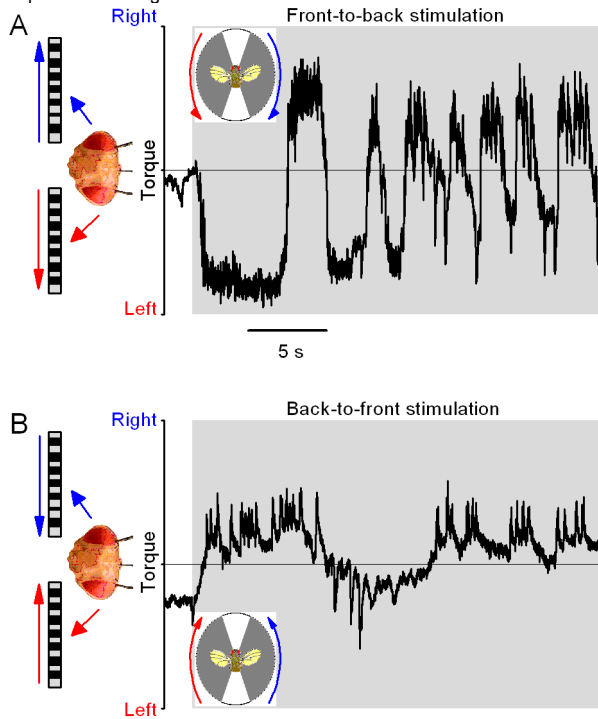 A
Right
Front-to-back stimulation
Torque
Left
5 s
B
Right
Back-to-front stimulation
Torque
Left